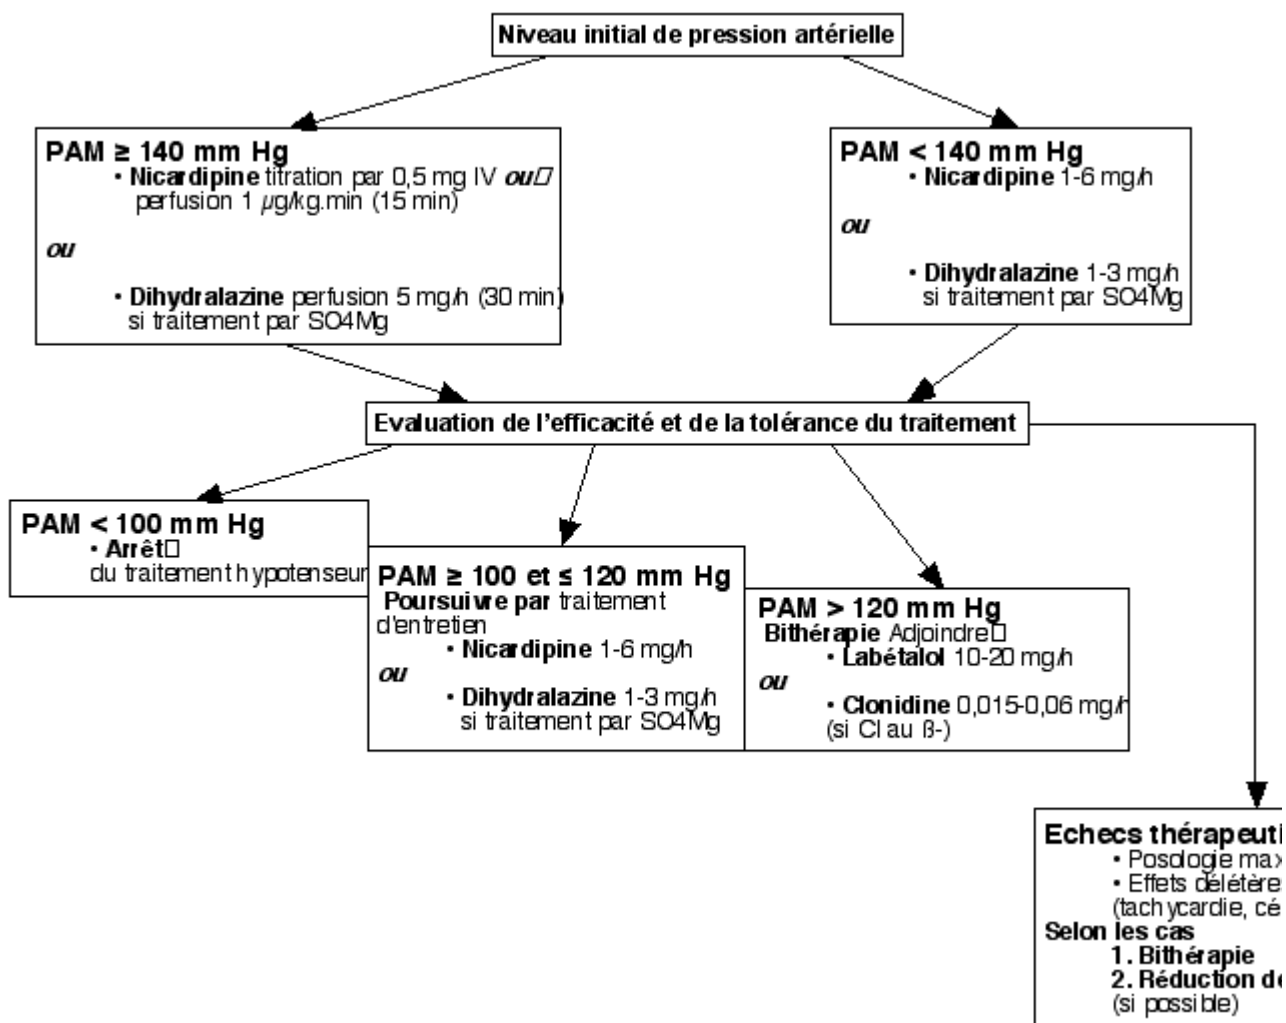 Niveau initial de pression artérielle
PAM ≥ 140 mm Hg
• Nicardipine titration par 0,5 mg IV ou
perfusion 1 µg/kg.min (15 min)
ou
• Dihydralazine perfusion 5 mg/h (30 min)
si traitement par SO4Mg
PAM < 140 mm Hg
• Nicardipine 1-6 mg/h
ou
• Dihydralazine 1-3 mg/h
si traitement par SO4Mg
Evaluation de l'efficacité et de la tolérance du traitement
PAM < 100 mm Hg
• Arrêt
du traitement hypotenseur
PAM ≥ 100 et ≤ 120 mm Hg
Poursuivre par traitement
d'entretien
• Nicardipine 1-6 mg/h
ou
• Dihydralazine 1-3 mg/h
si traitement par SO4Mg
PAM > 120 mm Hg
Bithérapie Adjoindre
• Labétalol 10-20 mg/h
ou
• Clonidine 0,015-0,06 mg/h
(si CI au ß-)
Echecs thérapeuti
• Posologie max
• Effets délétères
(tachycardie, cé
Selon les cas
1. Bithérapie
2. Réduction de
(si possible)